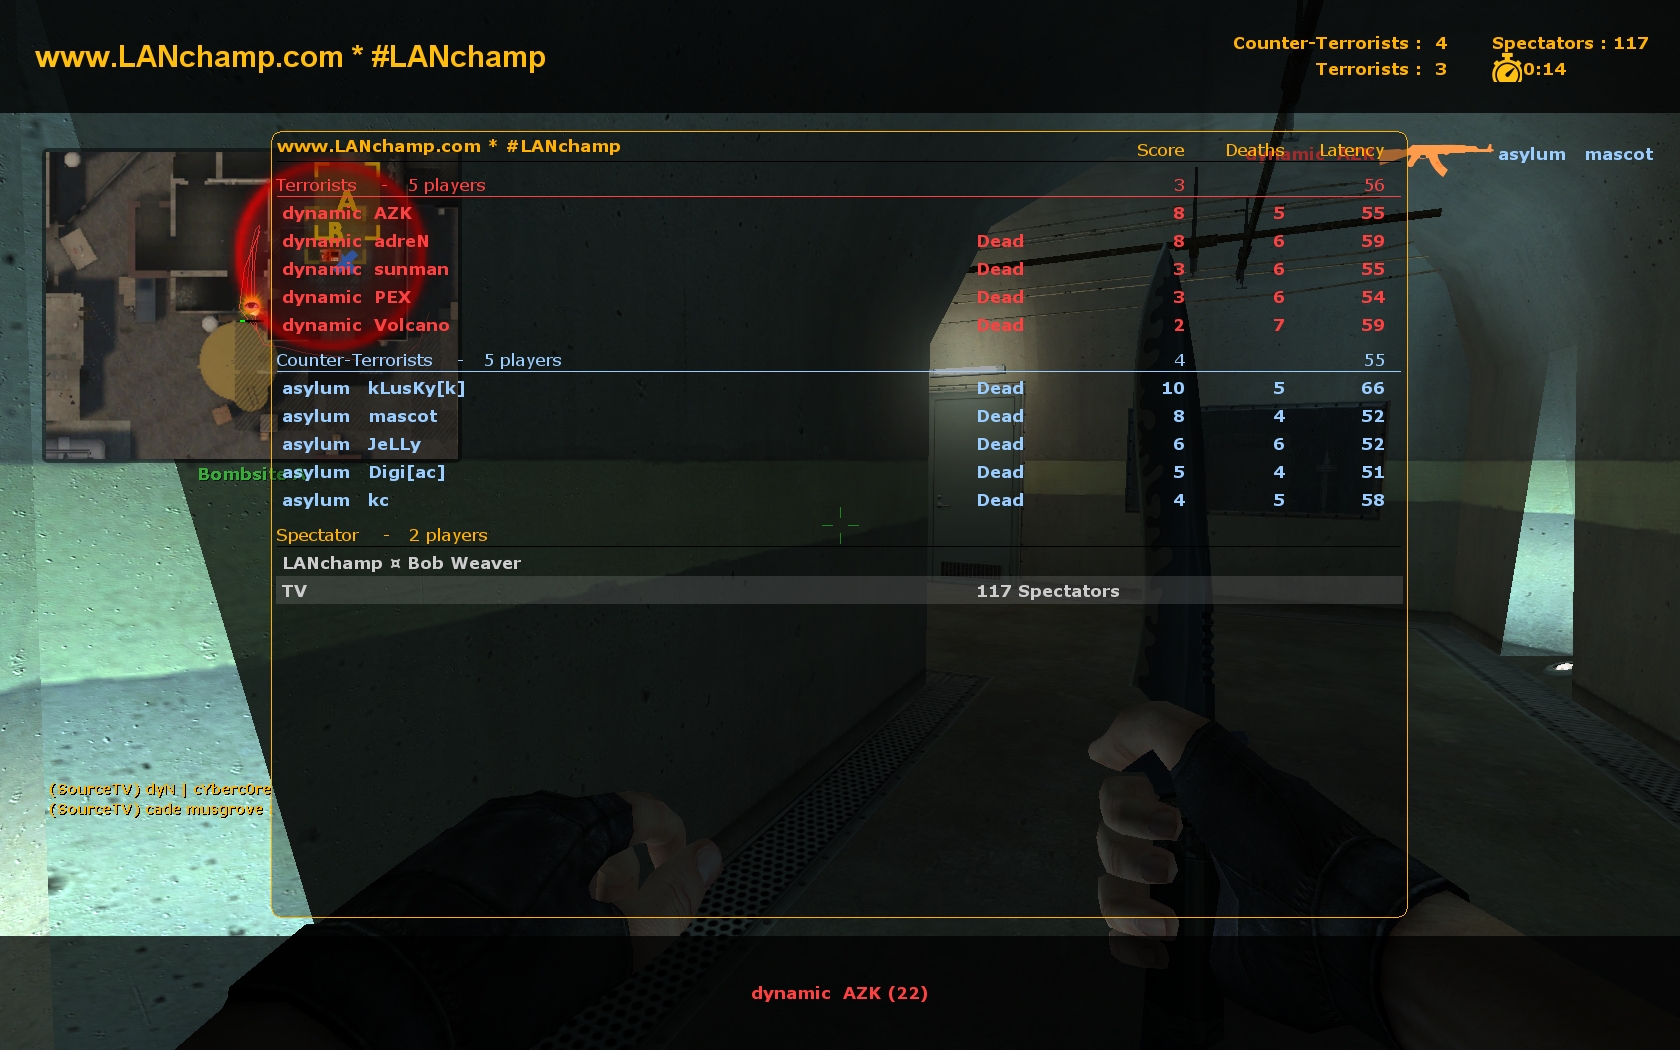 www.LANchamp.com * #LANchamp
Counter-Terrorists : 4 Spectators : 117
Terrorists : 3 0:14
www.LANchamp.com * #LANchamp Score Deaths Latency
dynamic AZK asylum mascot
Terrorists - 5 players 3 56
dynamic AZK 8 5 55
dynamic adreN Dead 8 6 59
dynamic sunman Dead 3 6 55
dynamic PEX Dead 3 6 54
dynamic Volcano Dead 2 7 59
Counter-Terrorists - 5 players 4 55
asylum kLusKy[k] Dead 10 5 66
asylum mascot Dead 8 4 52
asylum JeLLy Dead 6 6 52
asylum Digi[ac] Dead 5 4 51
asylum kc Dead 4 5 58
Spectator - 2 players
LANchamp ¤ Bob Weaver
TV 117 Spectators
A
B
Bombsite
(SourceTV) dyN | cYberc0re
(SourceTV) cade musgrove
dynamic AZK (22)